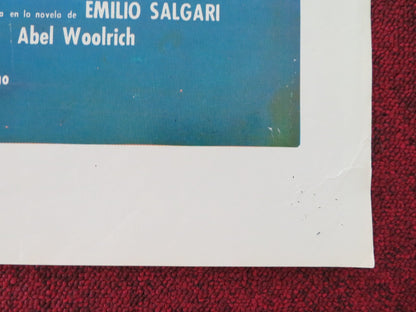 en la novela de EMILIO SALGARI
Abel Woolrich